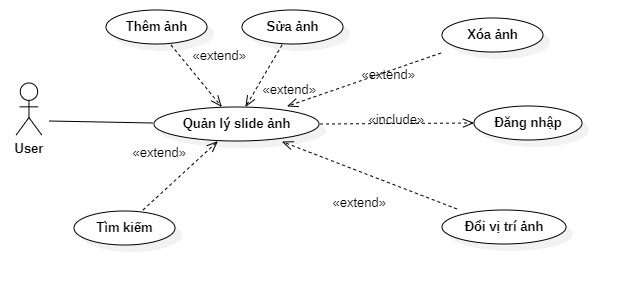 Thêm ảnh
Sửa ảnh
Xóa ảnh
«extend»
«extend»
«extend»
User
Quản lý slide ảnh
«include»
Đăng nhập
«extend»
«extend»
Tìm kiếm
Đổi vị trí ảnh